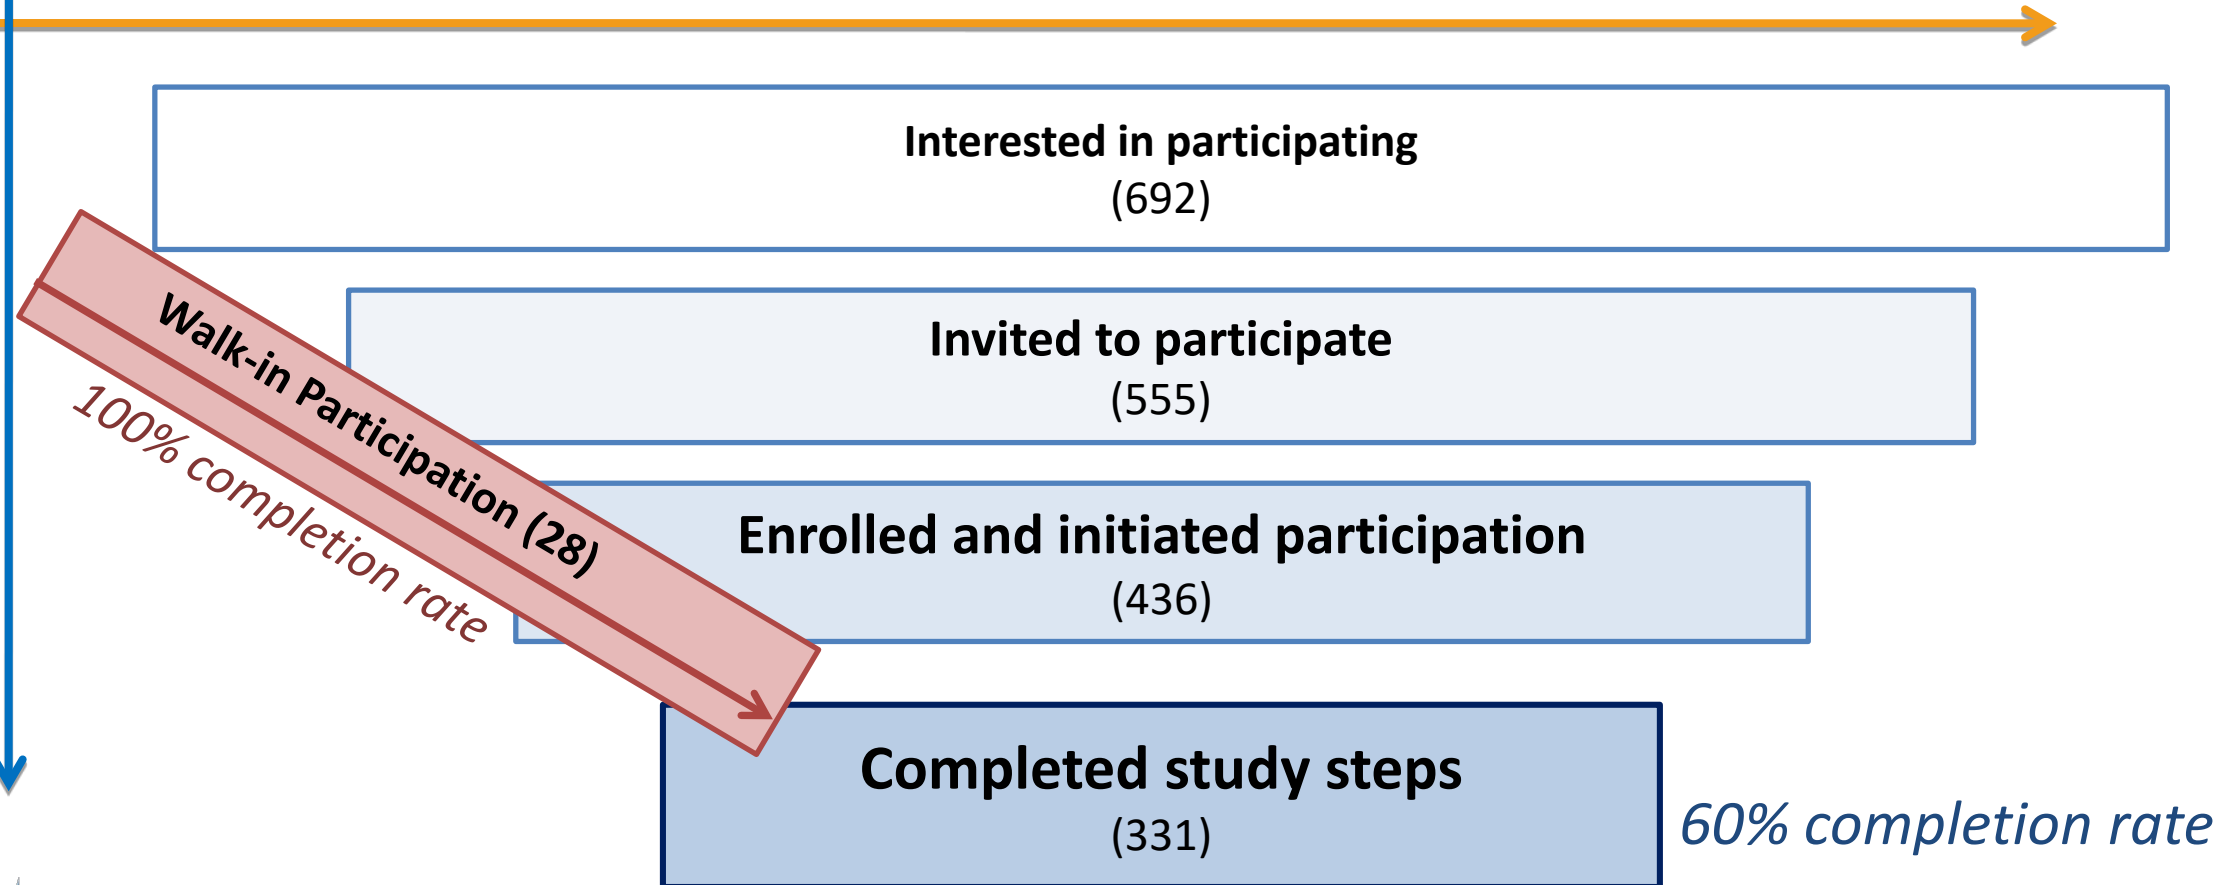 Interested in participating
(692)
Invited to participate
(555)
Walk-in Participation (28)
100% completion rate
Enrolled and initiated participation
(436)
Completed study steps
(331)
60% completion rate